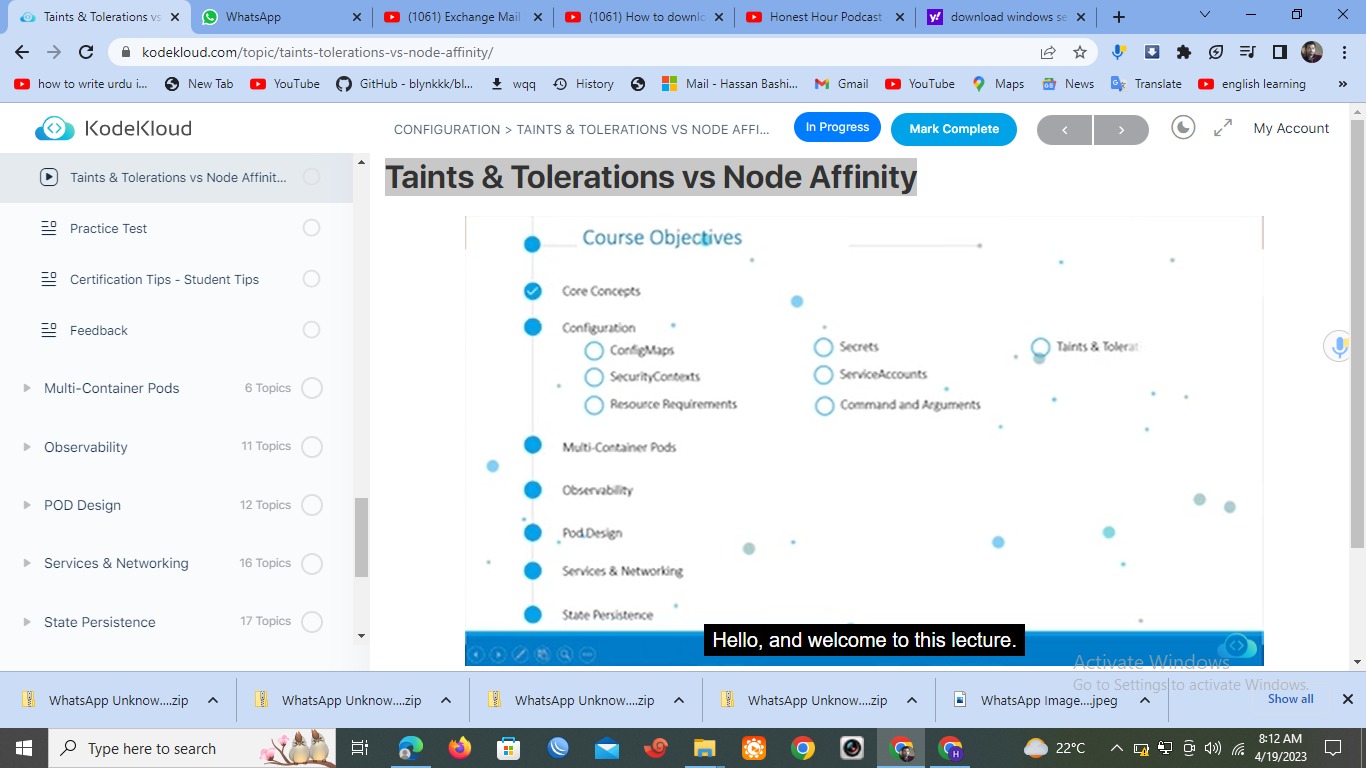 Taints & Tolerations vs
WhatsApp
(1061) Exchange Mail
(1061) How to downlo
Honest Hour Podcast
download windows se
kodekloud.com/topic/taints-tolerations-vs-node-affinity/
how to write urdu i...
New Tab
YouTube
GitHub - blynkkk/bl...
wqq
History
Mail - Hassan Bashi...
Gmail
YouTube
Maps
News
Translate
english learning
»
KodeKloud
CONFIGURATION > TAINTS & TOLERATIONS VS NODE AFFI...
In Progress
Mark Complete
<
>
My Account
Taints & Tolerations vs Node Affinit...
Practice Test
Certification Tips - Student Tips
Feedback
Multi-Container Pods 6 Topics
Observability 11 Topics
POD Design 12 Topics
Services & Networking 16 Topics
State Persistence 17 Topics
Taints & Tolerations vs Node Affinity
Course Objectives
Core Concepts
Configuration
ConfigMaps
Secrets
Taints & Tolerati
SecurityContexts
ServiceAccounts
Resource Requirements
Command and Arguments
Multi-Container Pods
Observability
Pod Design
Services & Networking
State Persistence
Hello, and welcome to this lecture.
Activate Windows
Go to Settings to activate Windows.
WhatsApp Unknow....zip
WhatsApp Unknow....zip
WhatsApp Unknow....zip
WhatsApp Unknow....zip
WhatsApp Image....jpeg
Show all
Type here to search
22°C
8:12 AM
4/19/2023